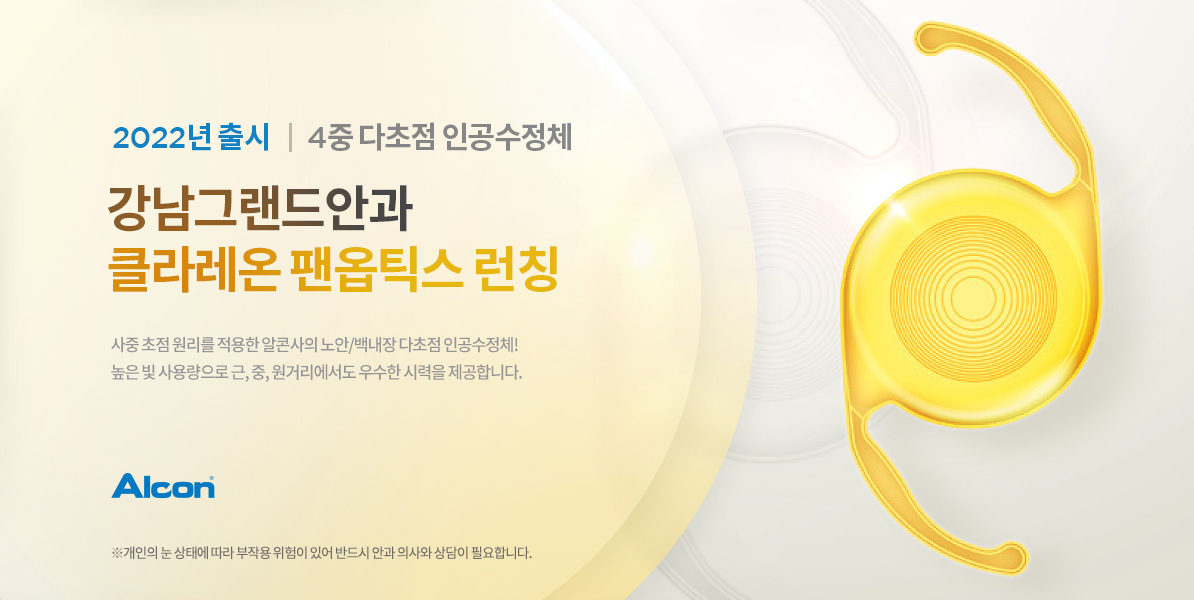 2022년 출시 | 4중 다초점 인공수정체
강남그랜드안과
클라레온 팬옵틱스 런칭
사중 초점 원리를 적용한 알콘사의 노안/백내장 다초점 인공수정체!
높은 빛 사용량으로 근, 중, 원거리에서도 우수한 시력을 제공합니다.
Alcon®
※개인의 눈 상태에 따라 부작용 위험이 있어 반드시 안과 의사와 상담이 필요합니다.